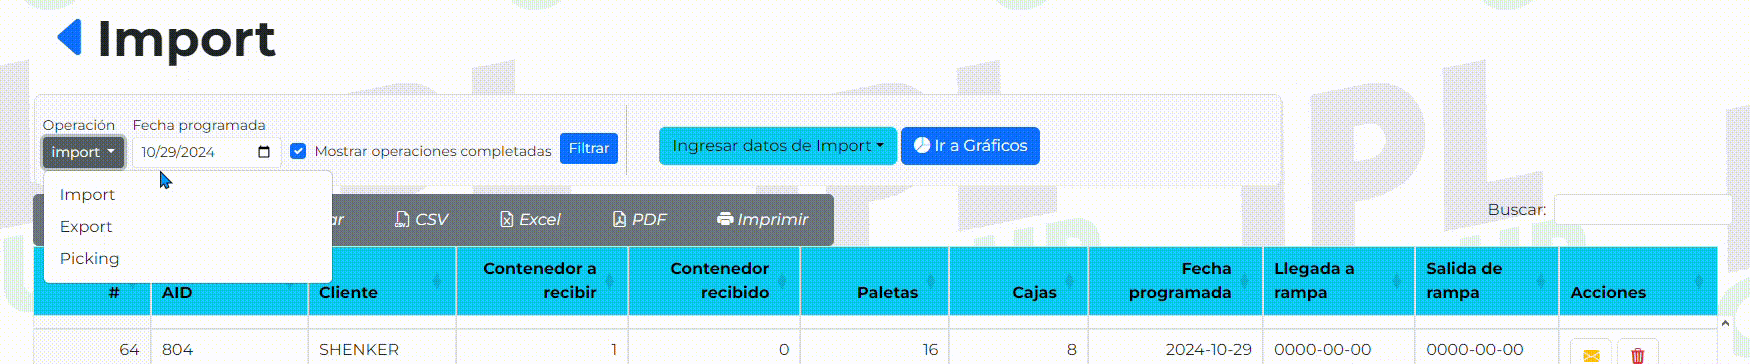 Import
Operación Fecha programada
import 10/29/2024 Mostrar operaciones completadas Filtrar Ingresar datos de Import Ir a Gráficos
Import
Export
Picking
ar CSV Excel PDF Imprimir
Buscar:
# AID Cliente Contenedor a recibir Contenedor recibido Paletas Cajas Fecha programada Llegada a rampa Salida de rampa Acciones
64 804 SHENKER 1 0 16 8 2024-10-29 0000-00-00 0000-00-00